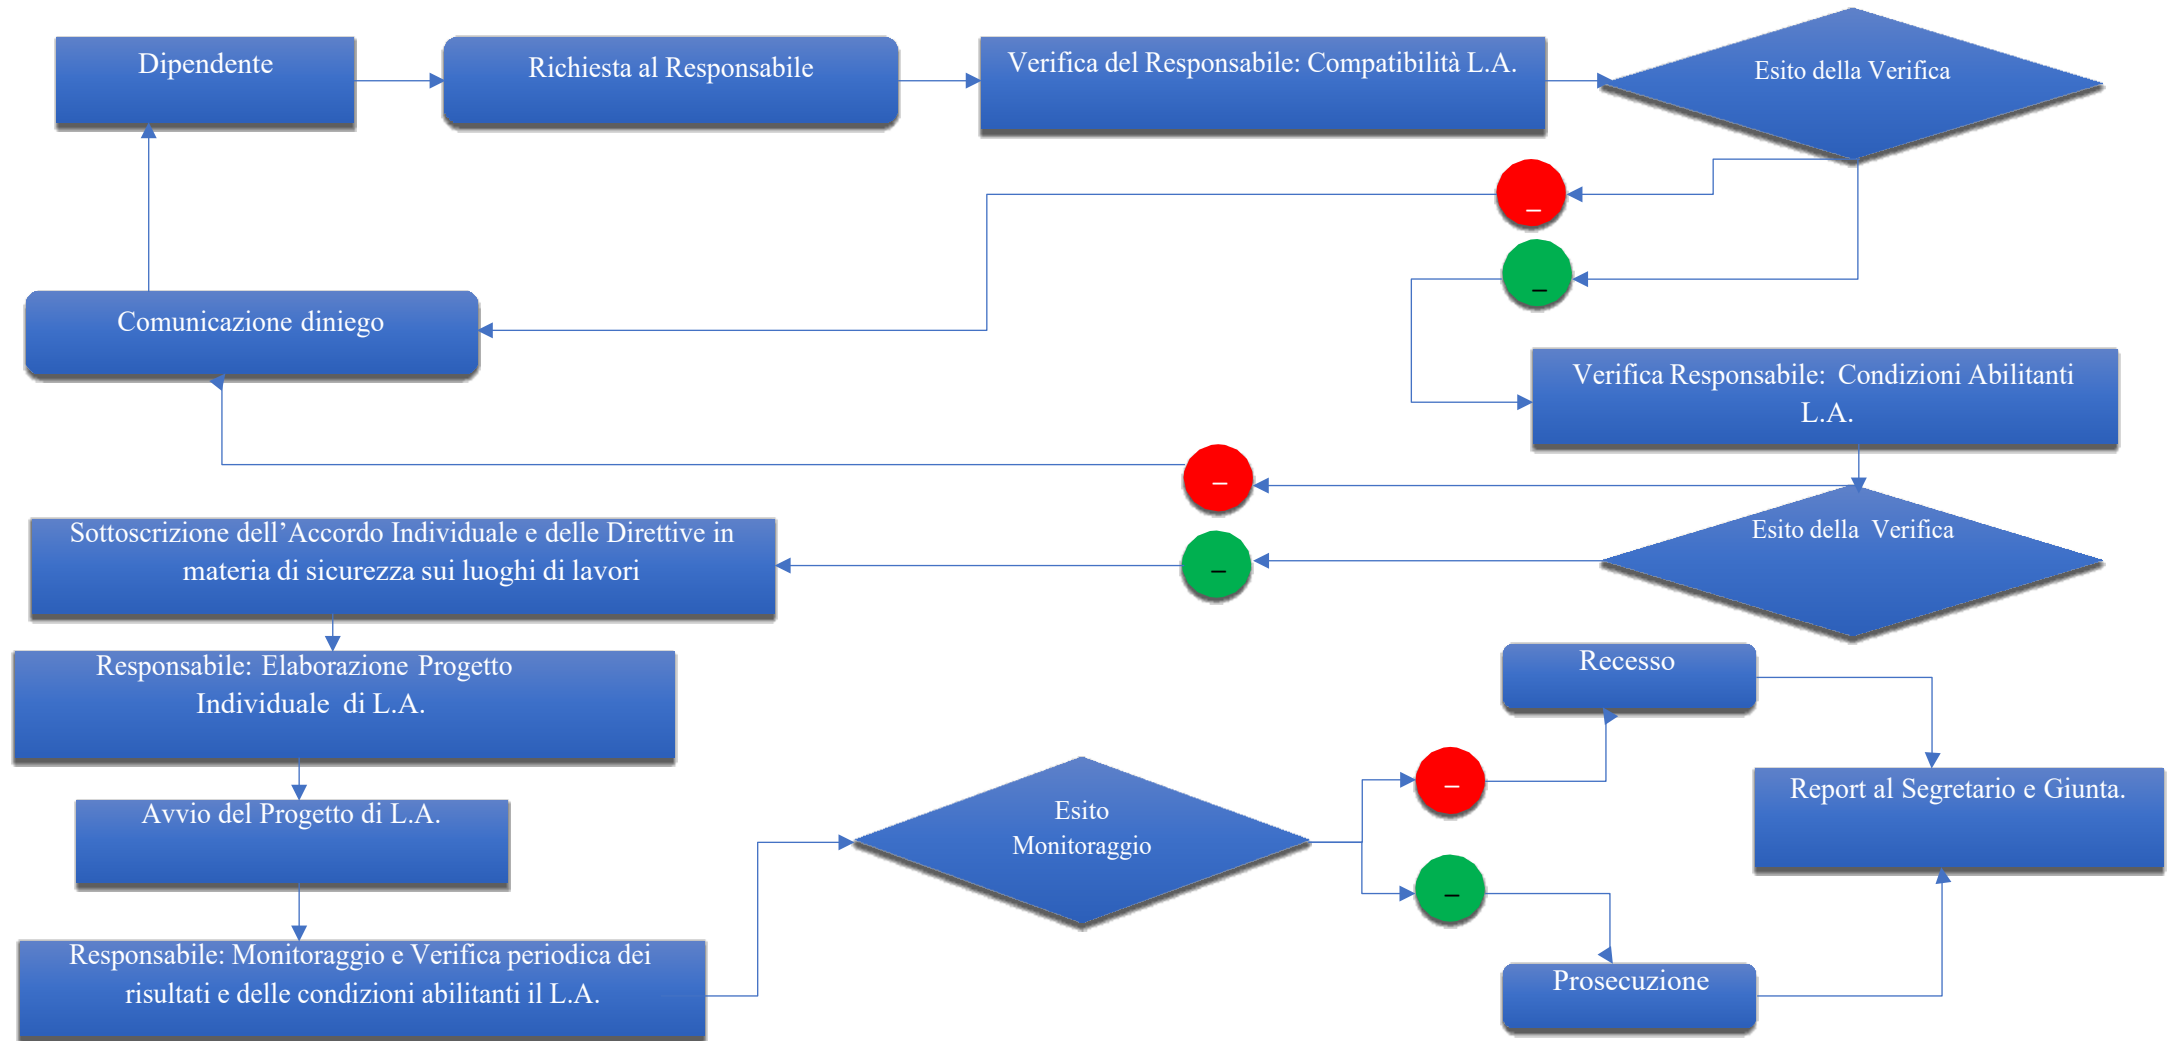 Dipendente
Richiesta al Responsabile
Verifica del Responsabile: Compatibilità L.A.
Esito della Verifica
_
_
Comunicazione diniego
Verifica Responsabile: Condizioni Abilitanti
L.A.
_
Esito della Verifica
Sottoscrizione dell’Accordo Individuale e delle Direttive in
materia di sicurezza sui luoghi di lavori
_
Responsabile: Elaborazione Progetto
Individuale di L.A.
Recesso
Avvio del Progetto di L.A.
Esito
Monitoraggio
_
Report al Segretario e Giunta.
_
Responsabile: Monitoraggio e Verifica periodica dei
risultati e delle condizioni abilitanti il L.A.
Prosecuzione